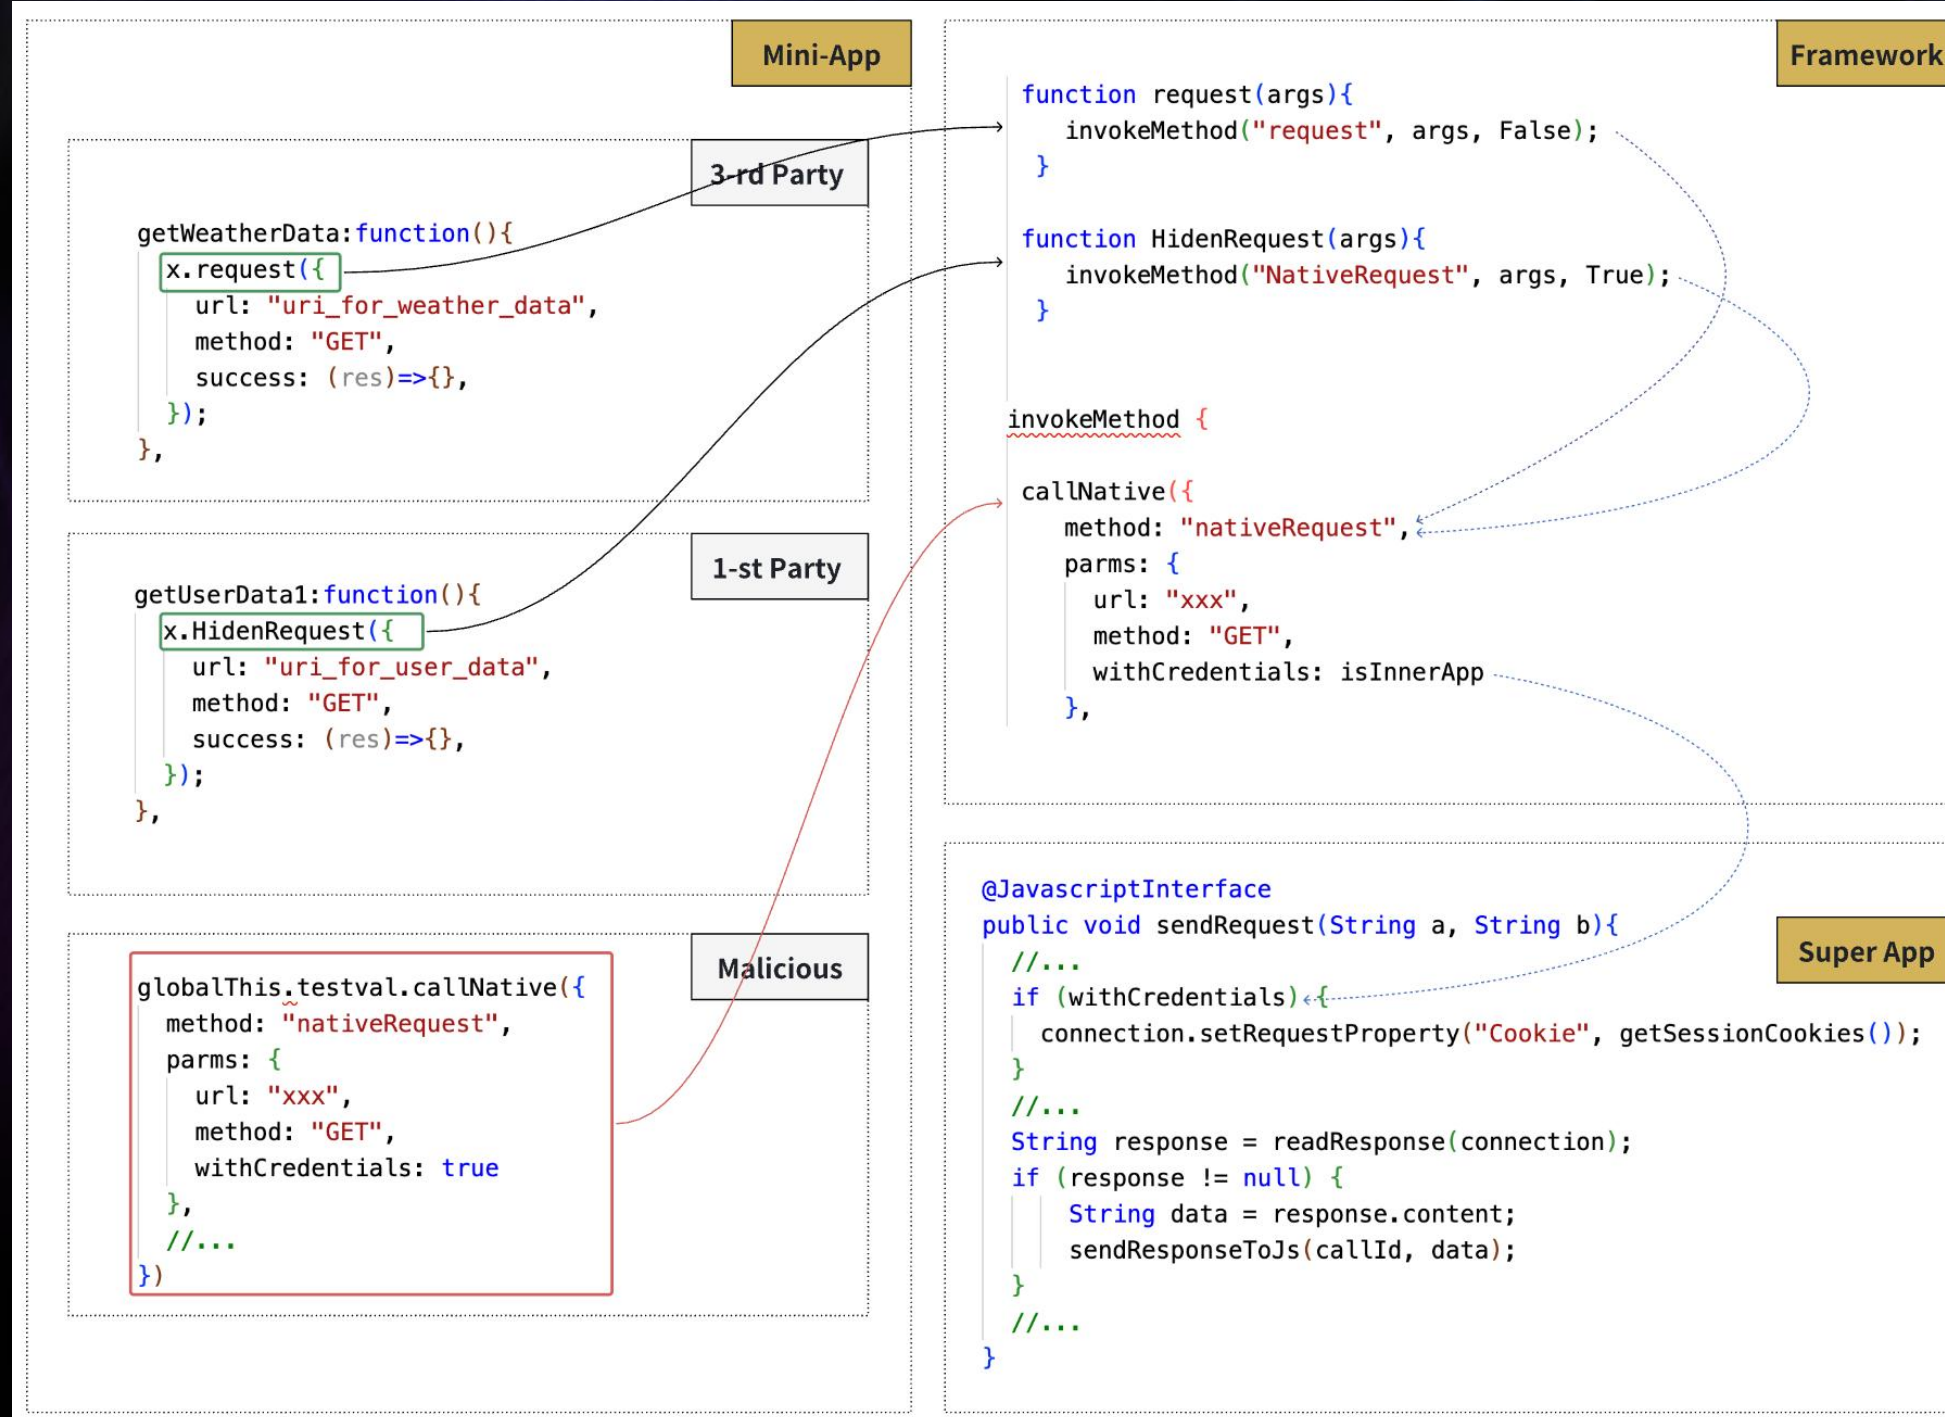 Mini-App
3-rd Party
getWeatherData:function(){
x.request({
url: "uri_for_weather_data",
method: "GET",
success: (res)=>{},
});
},
1-st Party
getUserData1:function(){
x.HidenRequest({
url: "uri_for_user_data",
method: "GET",
success: (res)=>{},
});
},
Malicious
globalThis.testval.callNative({
method: "nativeRequest",
parms: {
url: "xxx",
method: "GET",
withCredentials: true
},
//...
})
Framework
function request(args){
invokeMethod("request", args, False);
}
function HidenRequest(args){
invokeMethod("NativeRequest", args, True);
}
invokeMethod {
callNative({
method: "nativeRequest",
parms: {
url: "xxx",
method: "GET",
withCredentials: isInnerApp
},
Super App
@JavascriptInterface
public void sendRequest(String a, String b){
//...
if (withCredentials) {
connection.setRequestProperty("Cookie", getSessionCookies());
}
//...
String response = readResponse(connection);
if (response != null) {
String data = response.content;
sendResponseToJs(callId, data);
}
//...
}